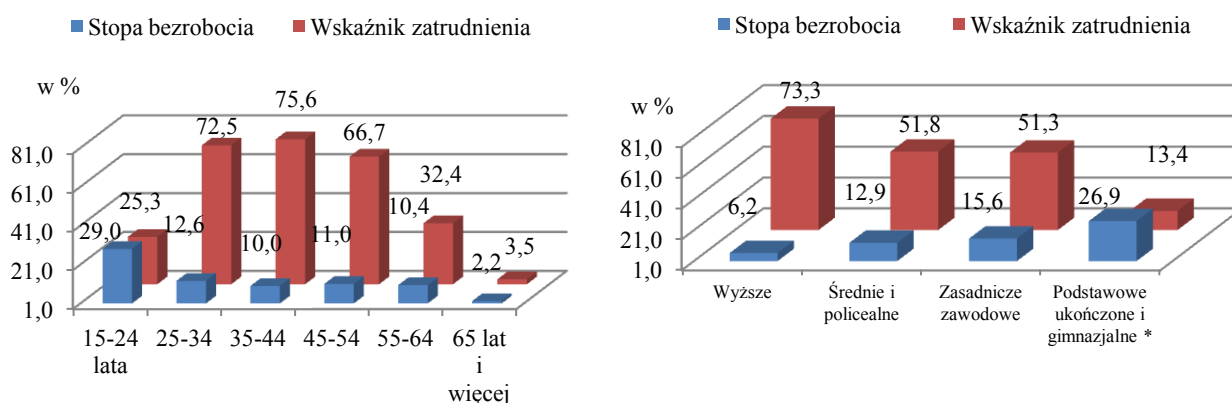 Stopa bezrobocia Wskaźnik zatrudnienia
w %
81,0
61,0
41,0
21,0
1,0
29,0 12,6 10,0 11,0 10,4 2,2
25,3 72,5 75,6 66,7 32,4 3,5
15-24 25-34 35-44 45-54 55-64 65 lat
lata i
więcej
Stopa bezrobocia Wskaźnik zatrudnienia
w %
81,0
61,0
41,0
21,0
1,0
6,2 12,9 15,6 26,9
73,3 51,8 51,3 13,4
Wyższe Średnie i Zasadnicze Podstawowe
policealne zawodowe ukończone i
gimnazjalne *